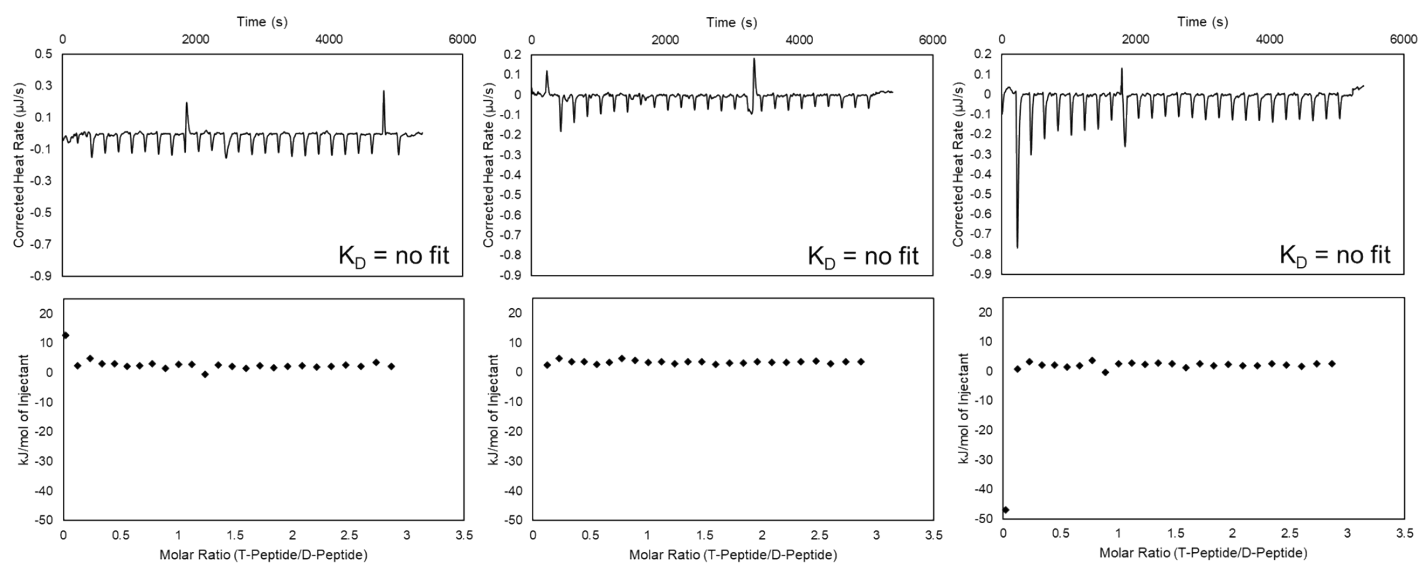 Time (s)
0 2000 4000 6000
0.5
0.3
0.1
-0.1
-0.3
-0.5
-0.7
-0.9
Corrected Heat Rate (µJ/s)
K_D = no fit
20
10
0
-10
-20
-30
-40
-50
kJ/mol of Injectant
0 0.5 1 1.5 2 2.5 3 3.5
Molar Ratio (T-Peptide/D-Peptide)
Time (s)
0 2000 4000 6000
0.2
0.1
0
-0.1
-0.2
-0.3
-0.4
-0.5
-0.6
-0.7
-0.8
-0.9
Corrected Heat Rate (µJ/s)
K_D = no fit
20
10
0
-10
-20
-30
-40
-50
kJ/mol of Injectant
0 0.5 1 1.5 2 2.5 3 3.5
Molar Ratio (T-Peptide/D-Peptide)
Time (s)
0 2000 4000 6000
0.2
0.1
0
-0.1
-0.2
-0.3
-0.4
-0.5
-0.6
-0.7
-0.8
-0.9
Corrected Heat Rate (µJ/s)
K_D = no fit
20
10
0
-10
-20
-30
-40
-50
kJ/mol of Injectant
0 0.5 1 1.5 2 2.5 3 3.5
Molar Ratio (T-Peptide/D-Peptide)